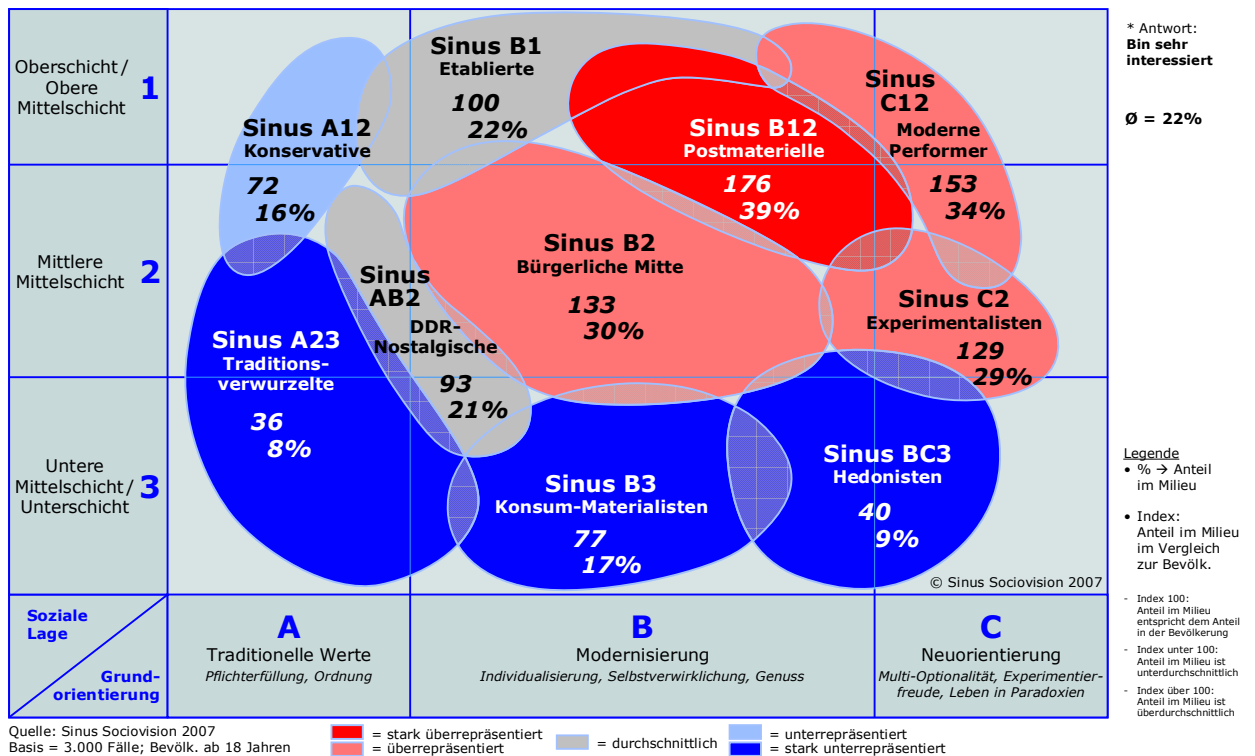 Oberschicht /
Obere
Mittelschicht
1
Mittlere
Mittelschicht
2
Untere
Mittelschicht /
Unterschicht
3
Sinus B1
Etablierte
100
22%
Sinus A12
Konservative
72
16%
Sinus B12
Postmaterielle
176
39%
Sinus
C12
Moderne
Performer
153
34%
Sinus B2
Bürgerliche Mitte
133
30%
Sinus
AB2
DDR-
Nostalgische
93
21%
Sinus C2
Experimentalisten
129
29%
Sinus A23
Traditions-
verwurzelte
36
8%
Sinus B3
Konsum-Materialisten
77
17%
Sinus BC3
Hedonisten
40
9%
© Sinus Sociovision 2007
Soziale
Lage
Grund-
orientierung
A
Traditionelle Werte
Pflichterfüllung, Ordnung
B
Modernisierung
Individualisierung, Selbstverwirklichung, Genuss
C
Neuorientierung
Multi-Optionalität, Experimentier-
freude, Leben in Paradoxien
* Antwort:
Bin sehr
interessiert
Ø = 22%
Legende
• % → Anteil
im Milieu
• Index:
Anteil im Milieu
im Vergleich
zur Bevölk.
- Index 100:
Anteil im Milieu
entspricht dem Anteil
in der Bevölkerung
- Index unter 100:
Anteil im Milieu ist
unterdurchschnittlich
- Index über 100:
Anteil im Milieu ist
überdurchschnittlich
Quelle: Sinus Sociovision 2007
Basis = 3.000 Fälle; Bevölk. ab 18 Jahren
= stark überrepräsentiert
= überrepräsentiert
= durchschnittlich
= unterrepräsentiert
= stark unterrepräsentiert